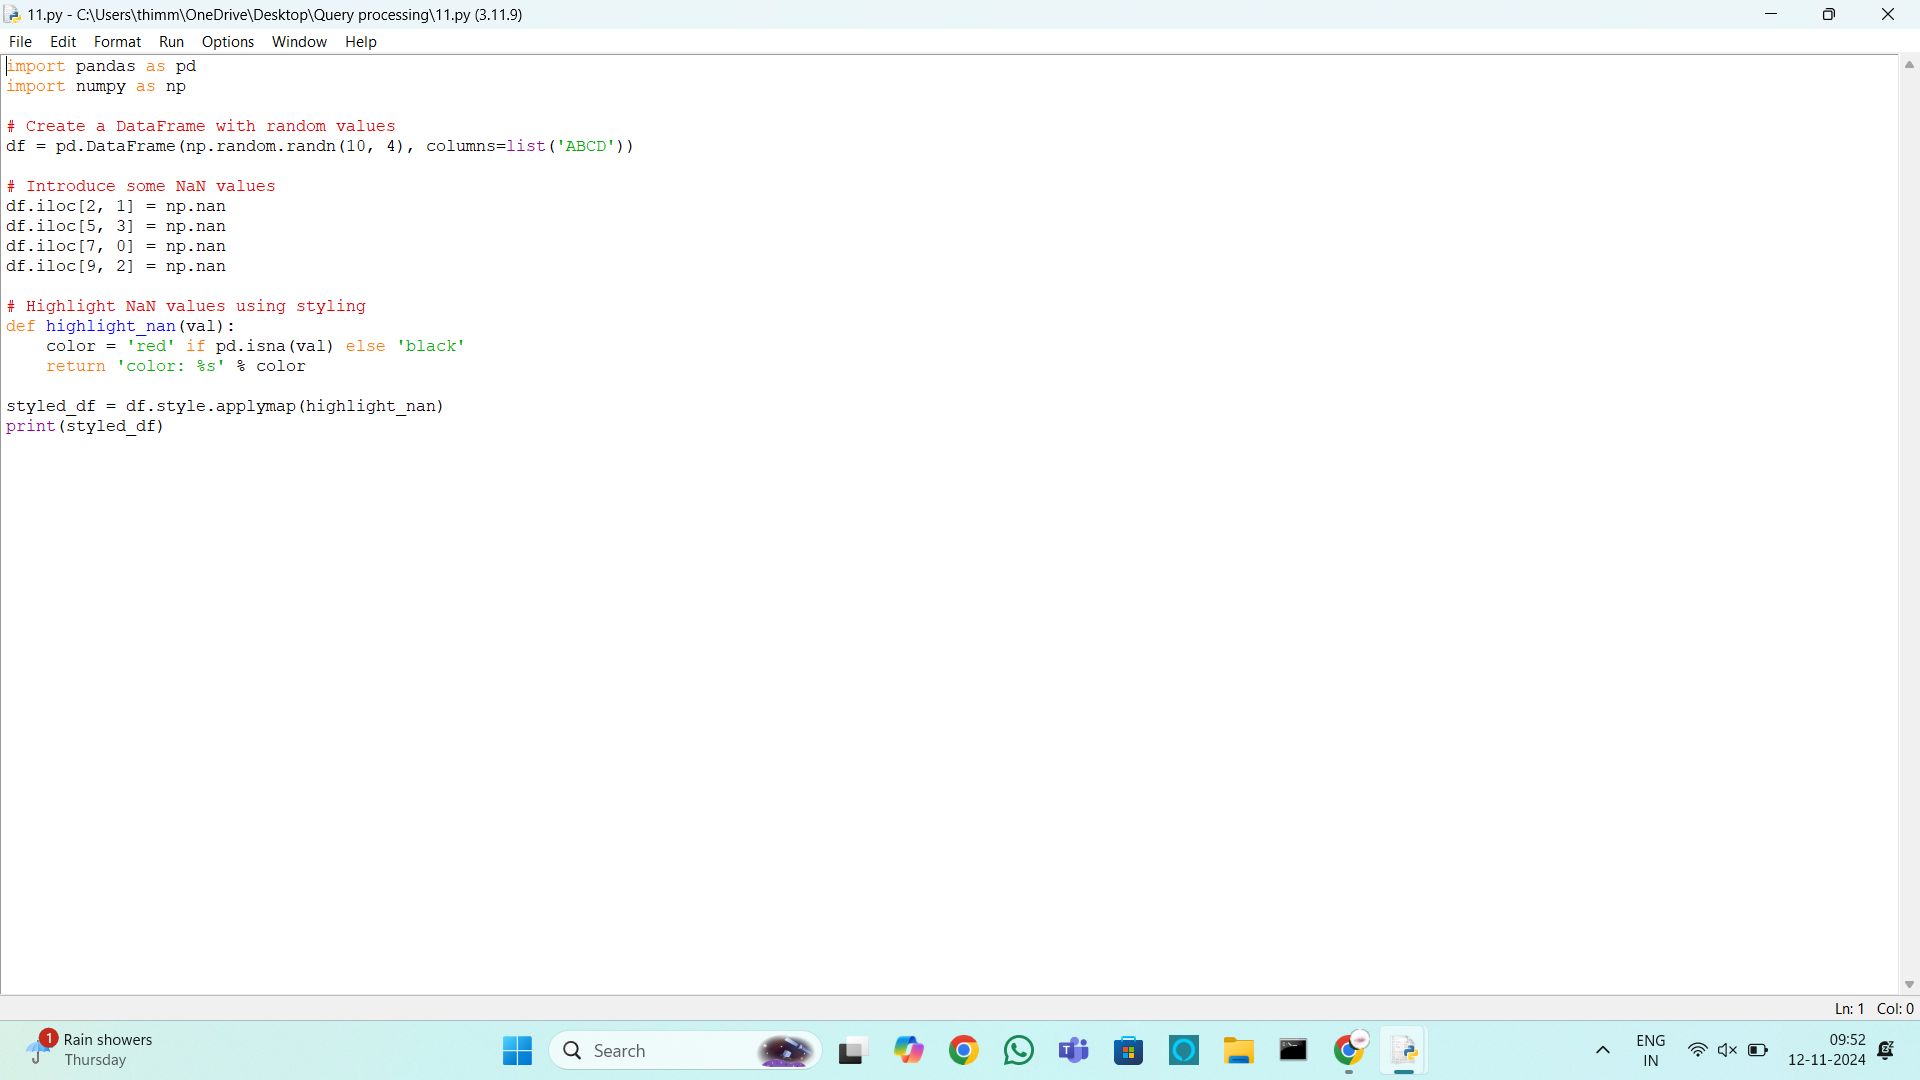 11.py - C:\Users\thimm\OneDrive\Desktop\Query processing\11.py (3.11.9)
File Edit Format Run Options Window Help
import pandas as pd
import numpy as np
# Create a DataFrame with random values
df = pd.DataFrame(np.random.randn(10, 4), columns=list('ABCD'))
# Introduce some NaN values
df.iloc[2, 1] = np.nan
df.iloc[5, 3] = np.nan
df.iloc[7, 0] = np.nan
df.iloc[9, 2] = np.nan
# Highlight NaN values using styling
def highlight_nan(val):
    color = 'red' if pd.isna(val) else 'black'
    return 'color: %s' % color
styled_df = df.style.applymap(highlight_nan)
print(styled_df)
Ln: 1 Col: 0
1
Rain showers
Thursday
Search
ENG
IN
09:52
12-11-2024